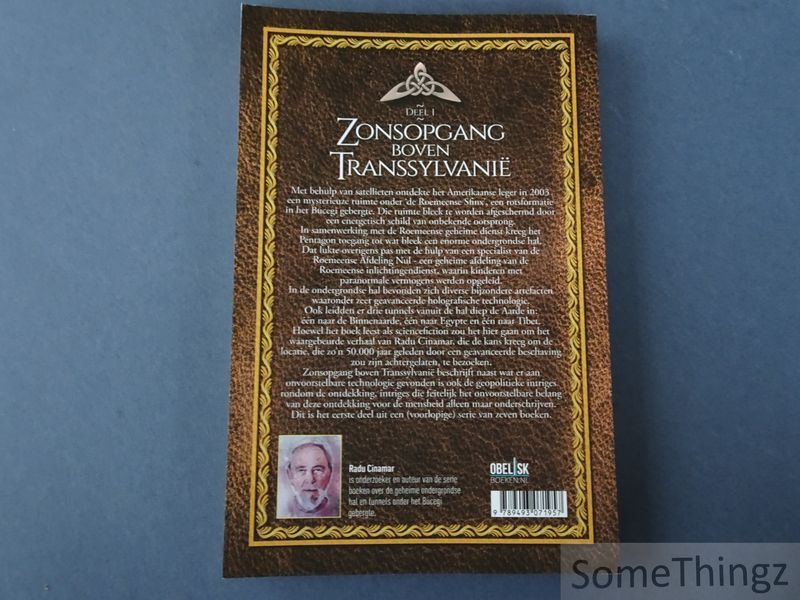 ~
DEEL 1
~
ZONSOPGANG
BOVEN
TRANSSYLVANIË
Met behulp van satellieten ontdekte het Amerikaanse leger in 2003
een mysterieuze ruimte onder 'de Roemeense Sfinx', een rotsformatie
in het Bucegi gebergte. Die ruimte bleek te worden afgeschermd door
een energetisch schild van onbekende oorsprong.
In samenwerking met de Roemeense geheime dienst kreeg het
Pentagon toegang tot wat bleek een enorme ondergrondse hal.
Dat lukte overigens pas met de hulp van een specialist van de
Roemeense Afdeling Nul - een geheime afdeling van de
Roemeense inlichtingendienst, waarin kinderen met
paranormale vermogens werden opgeleid.
In de ondergrondse hal bevonden zich diverse bijzondere artefacten
waaronder zeer geavanceerde holografische technologie.
Ook leidden er drie tunnels vanuit de hal diep de Aarde in:
één naar de Binnenaarde, één naar Egypte en één naar Tibet.
Hoewel het boek leest als sciencefiction zou het hier gaan om het
waargebeurde verhaal van Radu Cinamar, die de kans kreeg om de
locatie, die zo'n 50.000 jaar geleden door een geavanceerde beschaving
zou zijn achtergelaten, te bezoeken.
Zonsopgang boven Transsylvanië beschrijft naast wat er aan
onvoorstelbare technologie gevonden is ook de geopolitieke intriges
rondom de ontdekking, intriges die feitelijk het onvoorstelbare belang
van deze ontdekking voor de mensheid alleen maar onderschrijven.
Dit is het eerste deel uit een (voorlopige) serie van zeven boeken.
Radu Cinamar
is onderzoeker en auteur van de serie
boeken over de geheime ondergrondse
hal en tunnels onder het Bucegi
gebergte.
OBELISK
BOEKEN.NL
9 789493 071957
SomeThingz